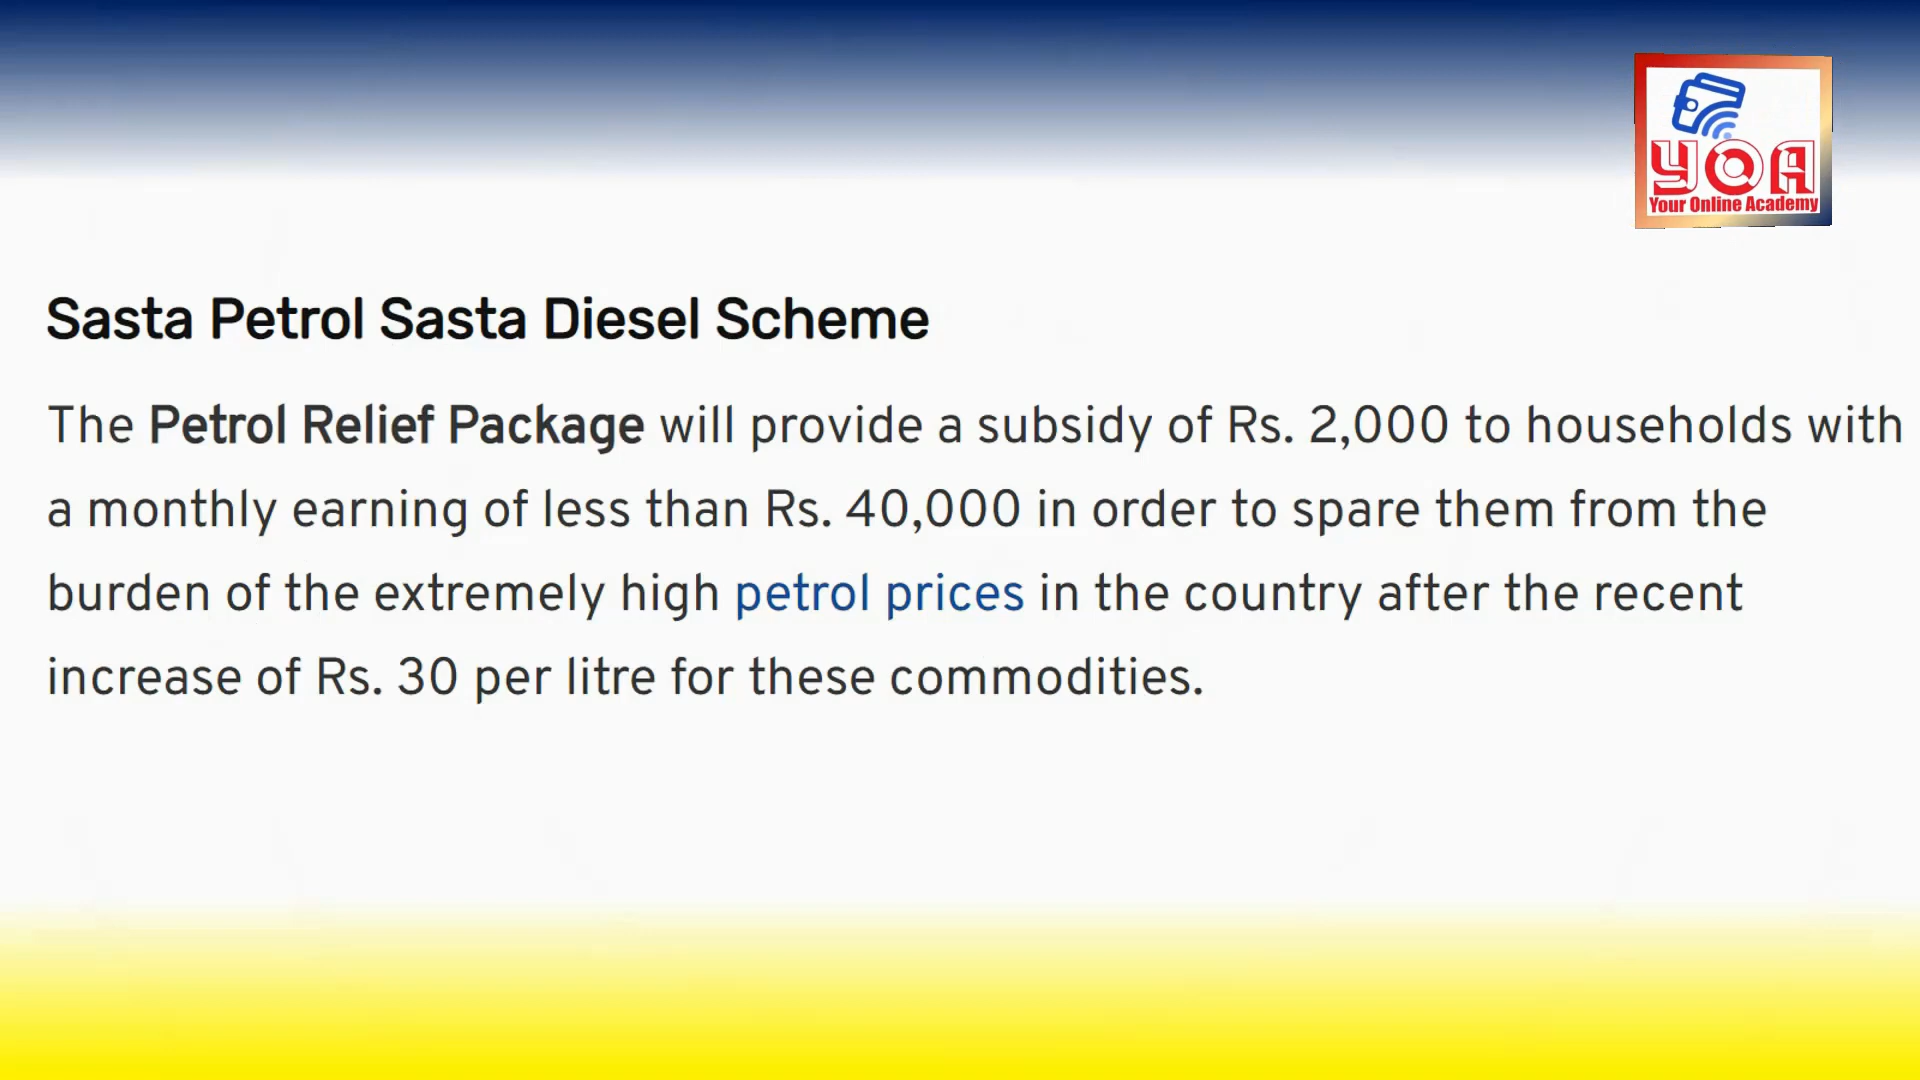 YOA
Your Online Academy
Sasta Petrol Sasta Diesel Scheme
The Petrol Relief Package will provide a subsidy of Rs. 2,000 to households with
a monthly earning of less than Rs. 40,000 in order to spare them from the
burden of the extremely high petrol prices in the country after the recent
increase of Rs. 30 per litre for these commodities.